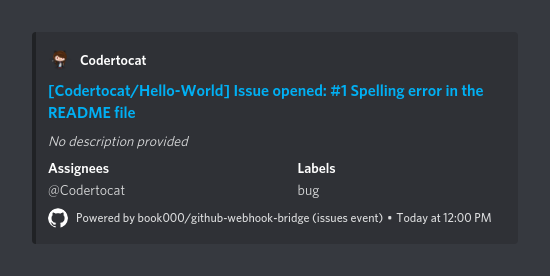 Codertocat
[Codertocat/Hello-World] Issue opened: #1 Spelling error in the
README file
No description provided
Assignees
Labels
@Codertocat
bug
Powered by book000/github-webhook-bridge (issues event) • Today at 12:00 PM